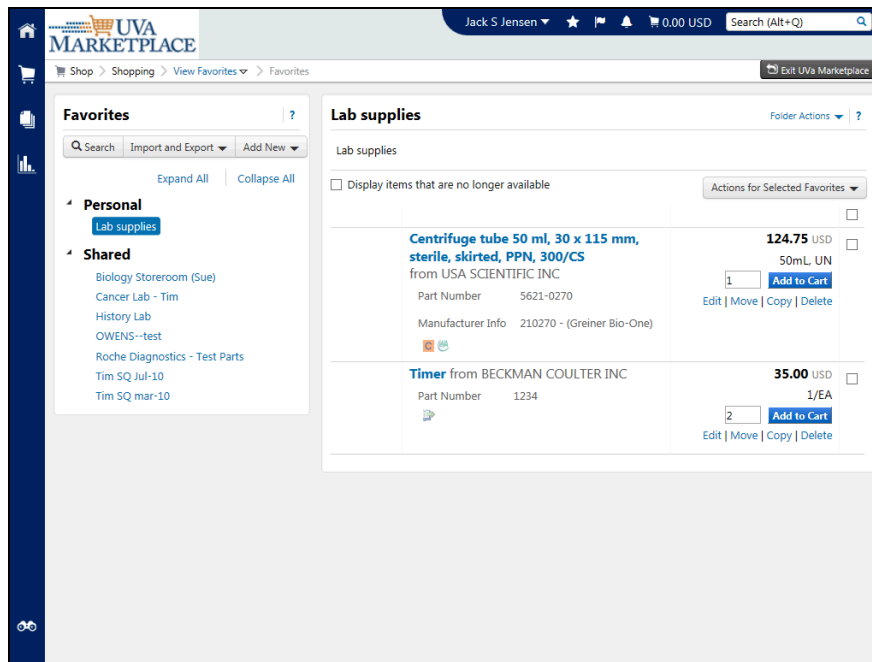 UVA
MARKETPLACE
Jack S Jensen
0.00 USD
Search (Alt+Q)
Shop > Shopping > View Favorites > Favorites
Exit UVa Marketplace
Favorites
?
Search
Import and Export
Add New
Expand All
Collapse All
Personal
Lab supplies
Shared
Biology Storeroom (Sue)
Cancer Lab - Tim
History Lab
OWENS--test
Roche Diagnostics - Test Parts
Tim SQ Jul-10
Tim SQ mar-10
Lab supplies
Folder Actions
?
Lab supplies
Display items that are no longer available
Actions for Selected Favorites
Centrifuge tube 50 ml, 30 x 115 mm,
sterile, skirted, PPN, 300/CS
from USA SCIENTIFIC INC
Part Number 5621-0270
Manufacturer Info 210270 - (Greiner Bio-One)
C
124.75 USD
50mL, UN
1 Add to Cart
Edit | Move | Copy | Delete
Timer from BECKMAN COULTER INC
Part Number 1234
35.00 USD
1/EA
2 Add to Cart
Edit | Move | Copy | Delete